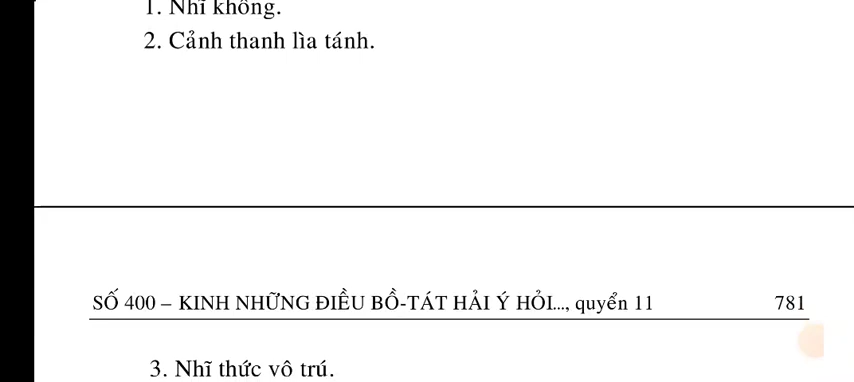 1. Nhĩ không.
2. Cảnh thanh lìa tánh.
SỐ 400 – KINH NHỮNG ĐIỀU BỒ-TÁT HẢI Ý HỎI..., quyển 11 781
3. Nhĩ thức vô trú.